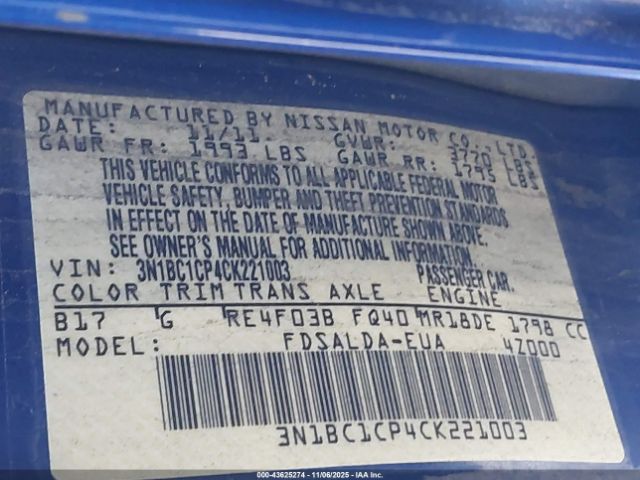 MANUFACTURED BY NISSAN MOTOR CO., LTD.
DATE: 11/11 GVWR: 3770 LBS
GAWR FR: 1993 LBS GAWR RR: 1795 LBS
THIS VEHICLE CONFORMS TO ALL APPLICABLE FEDERAL MOTOR
VEHICLE SAFETY, BUMPER AND THEFT PREVENTION STANDARDS
IN EFFECT ON THE DATE OF MANUFACTURE SHOWN ABOVE.
SEE OWNER'S MANUAL FOR ADDITIONAL INFORMATION.
VIN: 3N1BC1CP4CK221003 PASSENGER CAR.
COLOR TRIM TRANS AXLE ENGINE
B17 G RE4F03B FQ40 MR18DE 1798 CC
MODEL: FDSALDA-EUA 4Z000
3N1BC1CP4CK221003
000-43625274 - 11/06/2025 - IAA Inc.